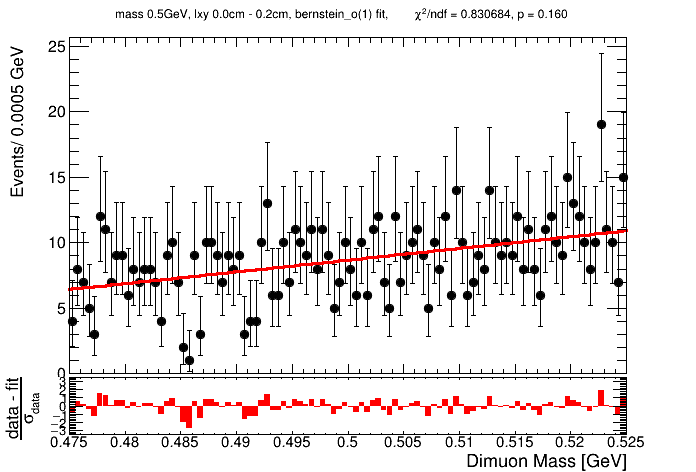 mass 0.5GeV, lxy 0.0cm - 0.2cm, bernstein_o(1) fit, χ²/ndf = 0.830684, p = 0.160
Events/ 0.0005 GeV
25
20
15
10
5
0
data - fit
σdata
3
2
1
0
−1
−2
−3
0.475 0.48 0.485 0.49 0.495 0.5 0.505 0.51 0.515 0.52 0.525
Dimuon Mass [GeV]